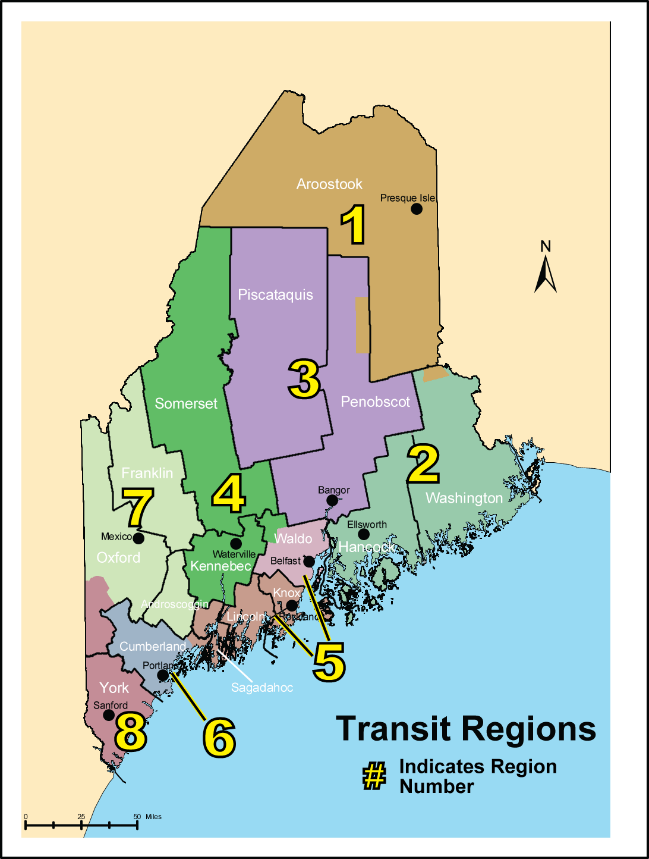 Aroostook
Presque Isle
1
N
Piscataquis
3
Somerset
Penobscot
2
Franklin
7
4
Bangor
Washington
Ellsworth
Mexico
Waldo
Hancock
Oxford
Waterville
Kennebec
Belfast
Knox
Androscoggin
Lincoln
Rockland
Cumberland
5
Portland
Sagadahoc
York
Sanford
8
6
Transit Regions
# Indicates Region
Number
0 25 50 Miles